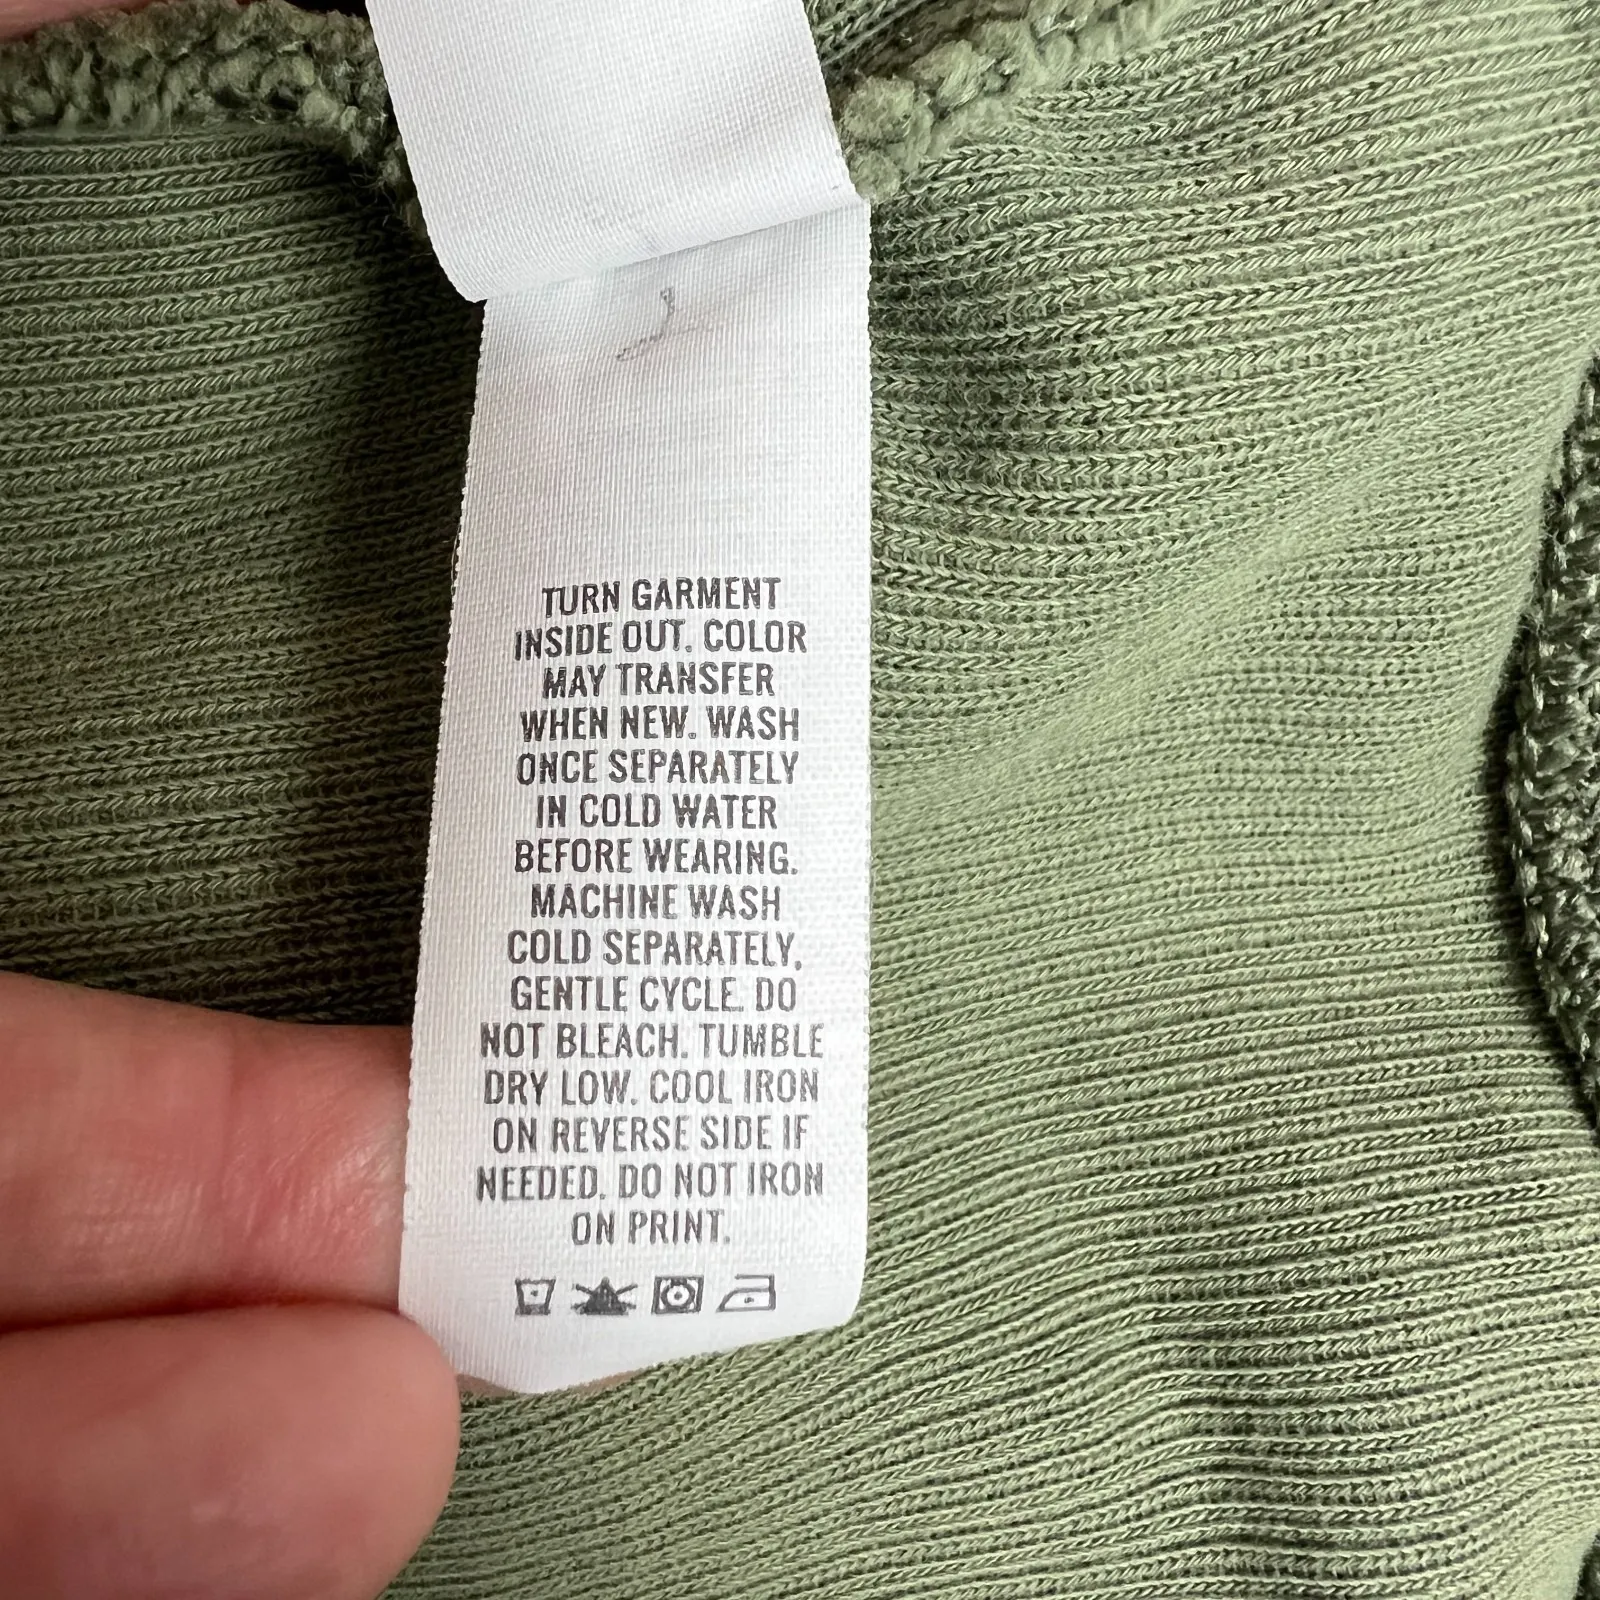 TURN GARMENT
INSIDE OUT. COLOR
MAY TRANSFER
WHEN NEW. WASH
ONCE SEPARATELY
IN COLD WATER
BEFORE WEARING.
MACHINE WASH
COLD SEPARATELY,
GENTLE CYCLE. DO
NOT BLEACH. TUMBLE
DRY LOW. COOL IRON
ON REVERSE SIDE IF
NEEDED. DO NOT IRON
ON PRINT.